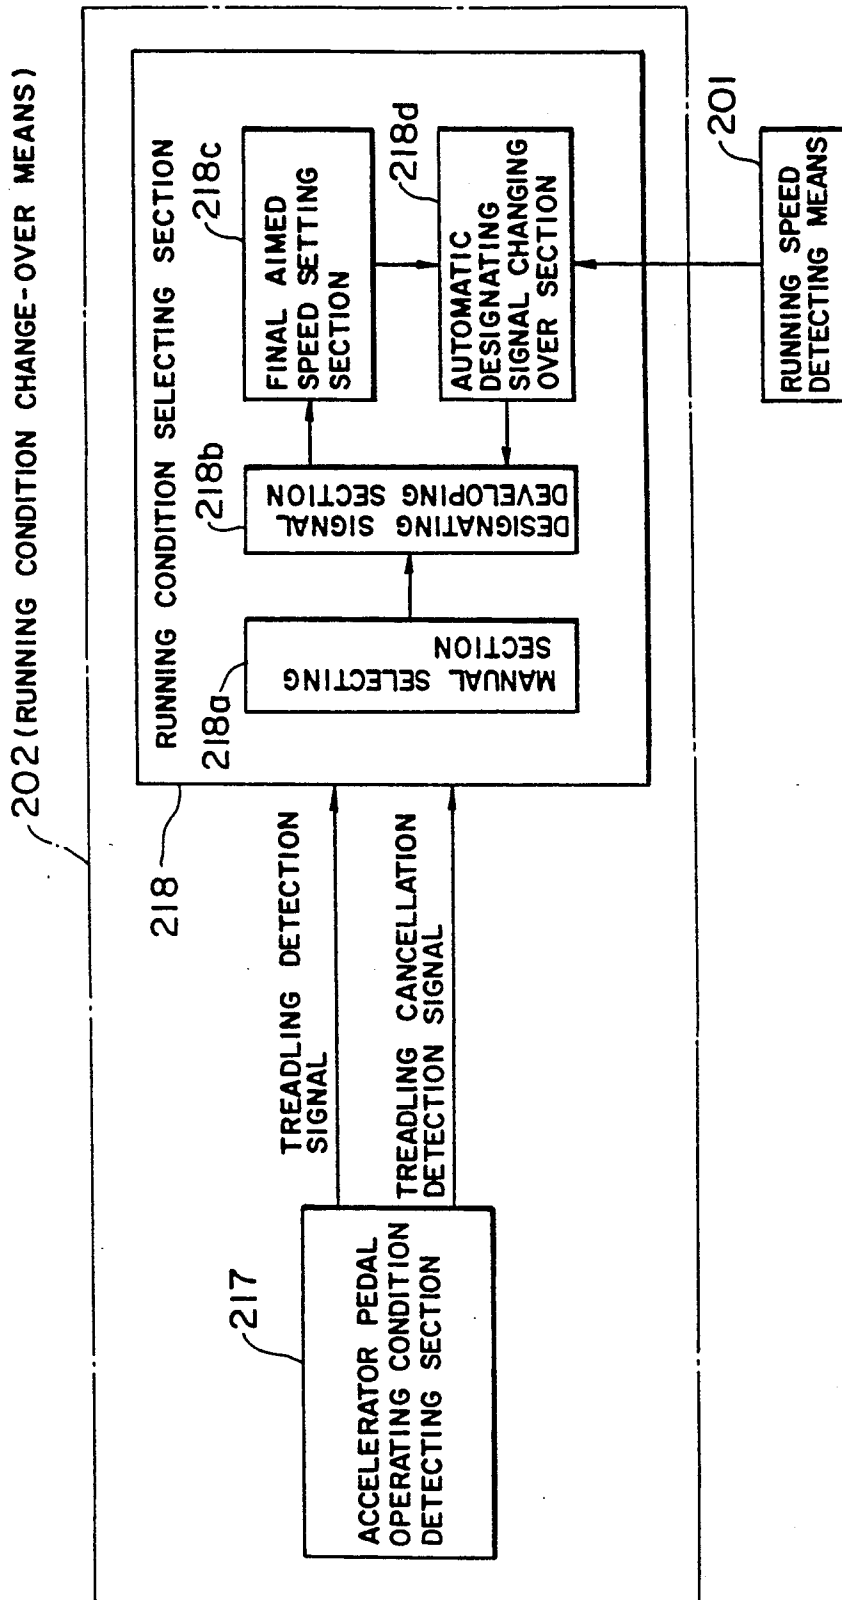 202 (RUNNING CONDITION CHANGE-OVER MEANS)
217
ACCELERATOR PEDAL
OPERATING CONDITION
DETECTING SECTION
TREADLING DETECTION
SIGNAL
TREADLING CANCELLATION
DETECTION SIGNAL
218
RUNNING CONDITION SELECTING SECTION
218a
MANUAL SELECTING
SECTION
218b
DESIGNATING SIGNAL
DEVELOPING SECTION
218c
FINAL AIMED
SPEED SETTING
SECTION
218d
AUTOMATIC
DESIGNATING
SIGNAL CHANGING
OVER SECTION
201
RUNNING SPEED
DETECTING MEANS